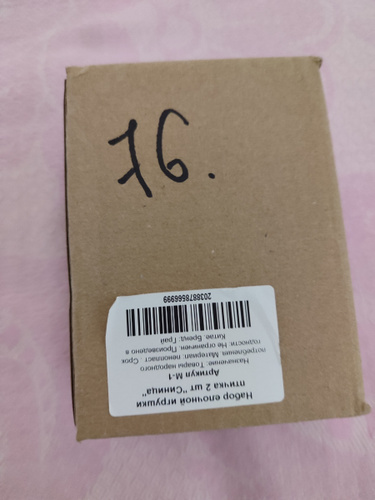 76.
Набор елочной игрушки
птичка 2 шт "Синица"
Артикул М-1
Назначение: Товары народного
потребления. Материал: пенопласт. Срок
годности: Не ограничен. Произведено в
Китае. Бренд: Грай
2038878566999